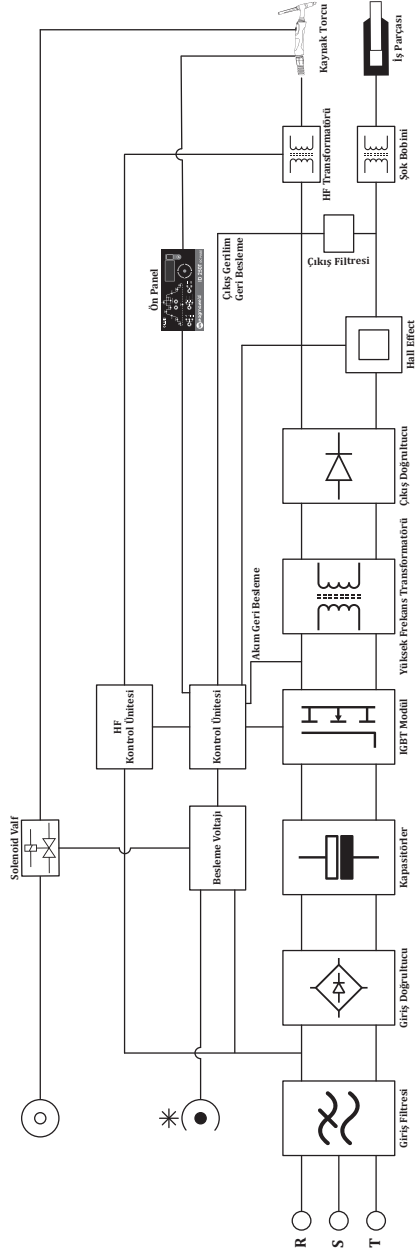 Solenoid Valf
Kaynak Torcu
İş Parçası
HF Transformatörü
Şok Bobini
Ön Panel
Çıkış Gerilim
Geri Besleme
Çıkış Filtresi
Hall Effect
HF
Kontrol Ünitesi
Kontrol Ünitesi
Besleme Voltajı
Akım Geri Besleme
R
S
T
Giriş Filtresi
Giriş Doğrultucu
Kapasitörler
IGBT Modül
Yüksek Frekans Transformatörü
Çıkış Doğrultucu